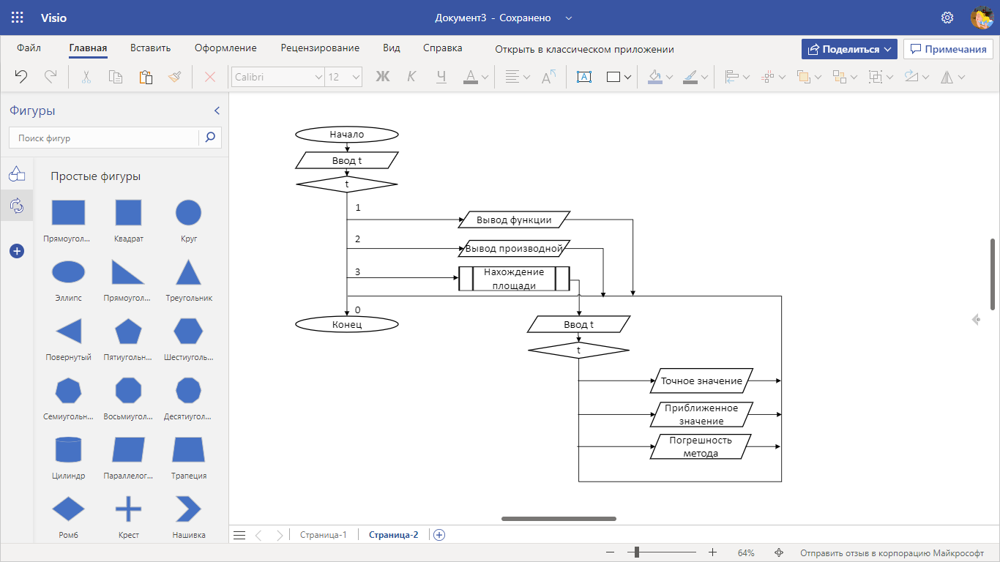 Visio
Документ3 - Сохранено
Файл
Главная
Вставить
Оформление
Рецензирование
Вид
Справка
Открыть в классическом приложении
Поделиться
Примечания
Calibri
12
Ж
К
Ч
А
А
A
Фигуры
Поиск фигур
Простые фигуры
Прямоугол...
Квадрат
Круг
Эллипс
Прямоугол...
Треугольник
Повернутый
Пятиугольн...
Шестиуголь...
Семиугольн...
Восьмиугол...
Десятиугол...
Цилиндр
Параллелог...
Трапеция
Ромб
Крест
Нашивка
Начало
Ввод t
t
1
Вывод функции
2
Вывод производной
3
Нахождение
площади
0
Конец
Ввод t
t
Точное значение
Приближенное
значение
Погрешность
метода
Страница-1
Страница-2
64%
Отправить отзыв в корпорацию Майкрософт